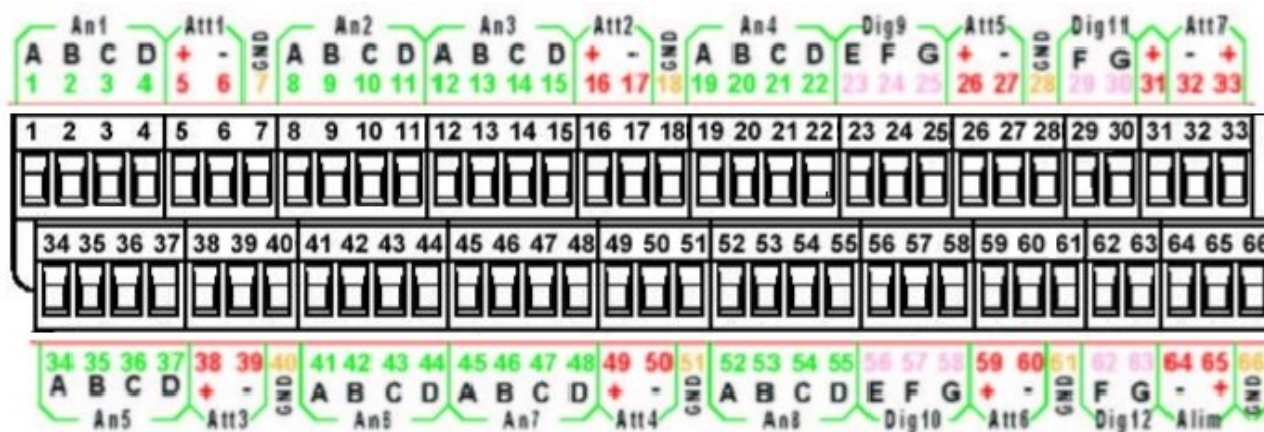 An1 Att1 An2 An3 Att2 An4 Dig9 Att5 Dig11 Att7
A B C D + - GND A B C D A B C D + - GND A B C D E F G + - GND F G + - +
1 2 3 4 5 6 7 8 9 10 11 12 13 14 15 16 17 18 19 20 21 22 23 24 25 26 27 28 29 30 31 32 33
1 2 3 4 5 6 7 8 9 10 11 12 13 14 15 16 17 18 19 20 21 22 23 24 25 26 27 28 29 30 31 32 33
34 35 36 37 38 39 40 41 42 43 44 45 46 47 48 49 50 51 52 53 54 55 56 57 58 59 60 61 62 63 64 65 66
34 35 36 37 38 39 40 41 42 43 44 45 46 47 48 49 50 51 52 53 54 55 56 57 58 59 60 61 62 63 64 65 66
A B C D + - GND A B C D A B C D + - GND A B C D E F G + - GND F G - + GND
An5 Att3 An6 An7 Att4 An8 Dig10 Att6 Dig12 Alim